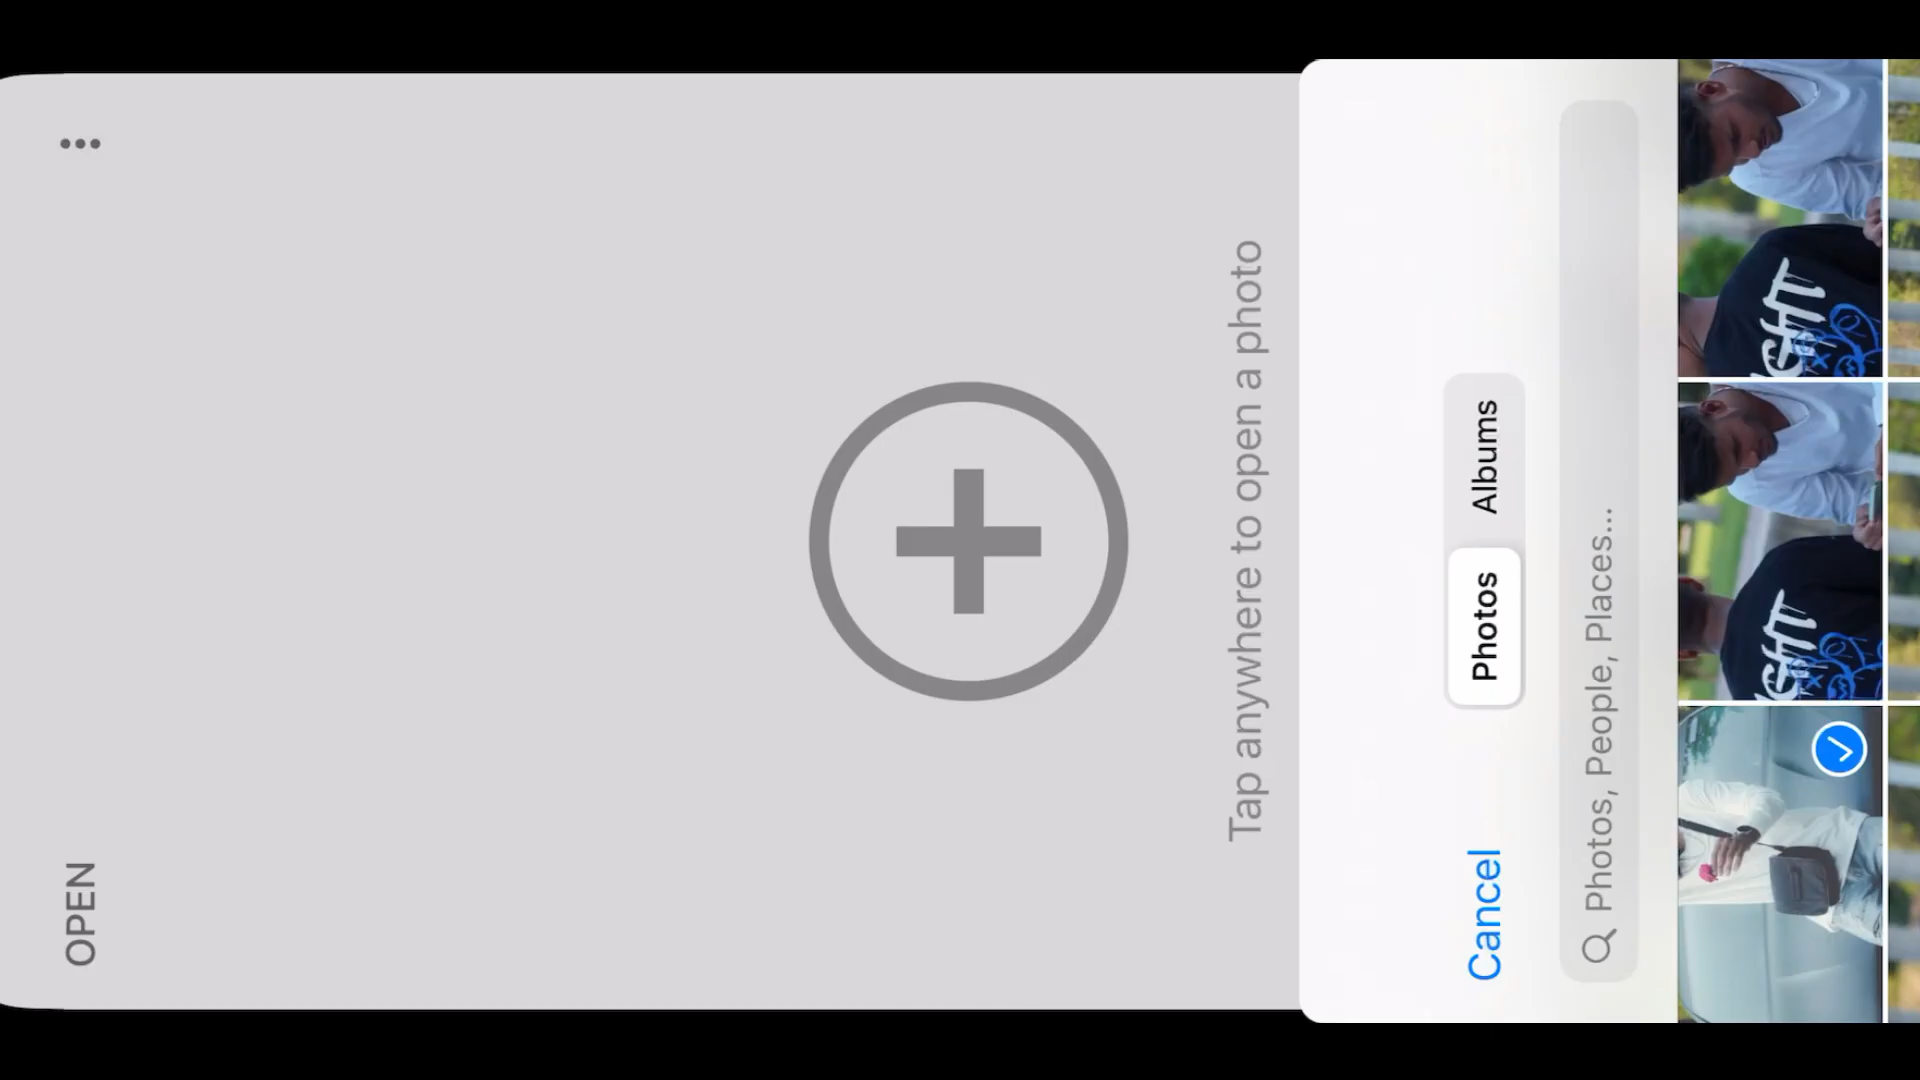 OPEN
Tap anywhere to open a photo
Cancel
Photos
Albums
Photos, People, Places...